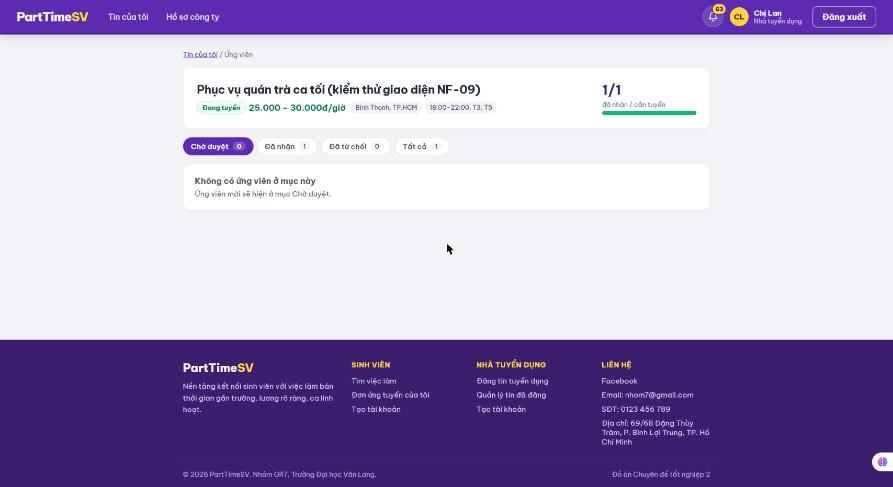 PartTimeSV Tin của tôi Hồ sơ công ty 63 CL Chị Lan Nhà tuyển dụng Đăng xuất
Tin của tôi / Ứng viên
Phục vụ quán trà ca tối (kiểm thử giao diện NF-09)
Đang tuyển 25.000 – 30.000đ/giờ Bình Thạnh, TP.HCM 18:00–22:00, T3, T5
1/1
đã nhận / cần tuyển
Chờ duyệt 0 Đã nhận 1 Đã từ chối 0 Tất cả 1
Không có ứng viên ở mục này
Ứng viên mới sẽ hiện ở mục Chờ duyệt.
PartTimeSV
Nền tảng kết nối sinh viên với việc làm bán
thời gian gần trường, lương rõ ràng, ca linh
hoạt.
SINH VIÊN
Tìm việc làm
Đơn ứng tuyển của tôi
Tạo tài khoản
NHÀ TUYỂN DỤNG
Đăng tin tuyển dụng
Quản lý tin đã đăng
Tạo tài khoản
LIÊN HỆ
Facebook
Email: nhom7@gmail.com
SĐT: 0123 456 789
Địa chỉ: 69/68 Đặng Thùy
Trâm, P. Bình Lợi Trung, TP. Hồ
Chí Minh
© 2026 PartTimeSV. Nhóm GR7, Trường Đại học Văn Lang. Đồ án Chuyên đề tốt nghiệp 2